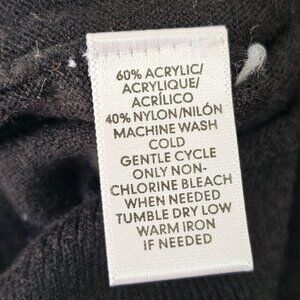 60% ACRYLIC/
ACRYLIQUE/
ACRÍLICO
40% NYLON/NILÓN
MACHINE WASH
COLD
GENTLE CYCLE
ONLY NON-
CHLORINE BLEACH
WHEN NEEDED
TUMBLE DRY LOW
WARM IRON
IF NEEDED